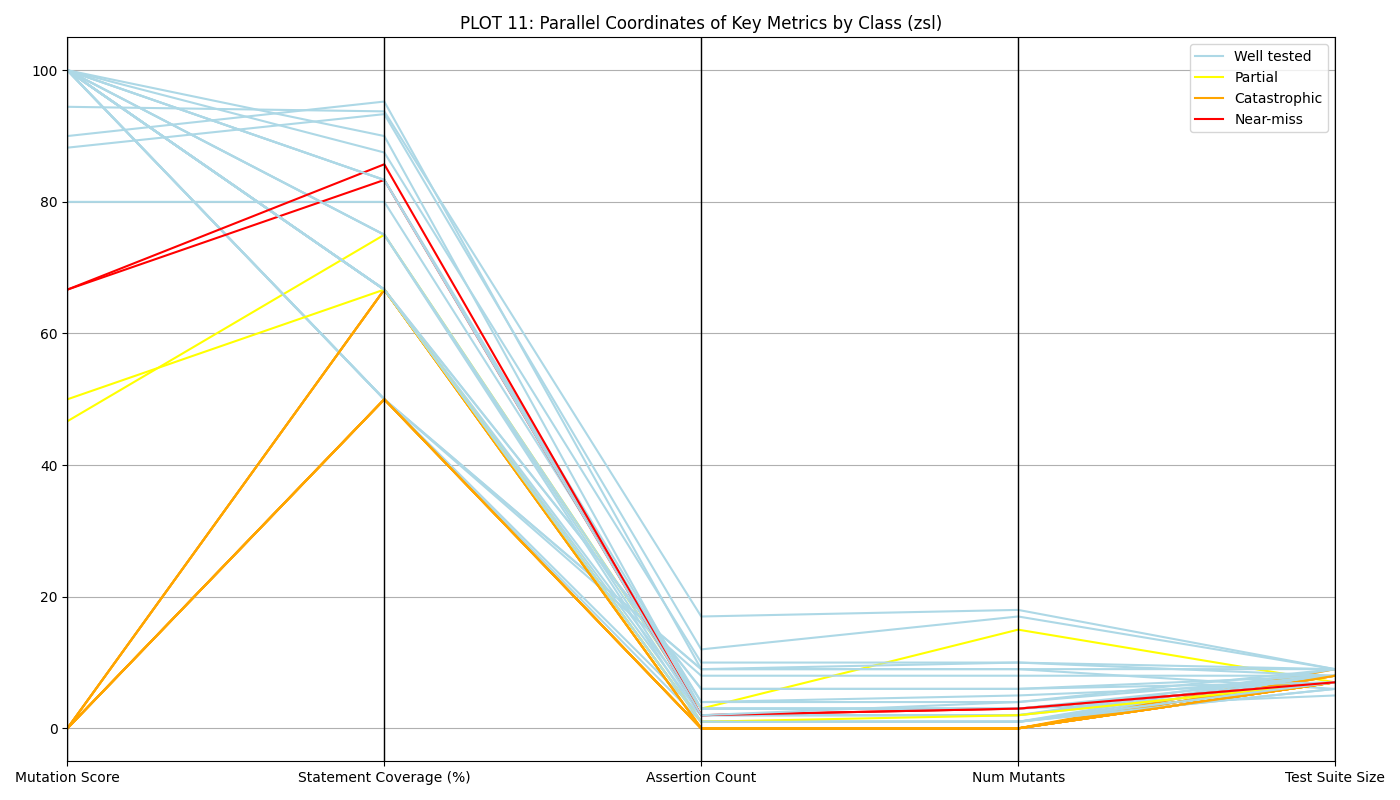 PLOT 11: Parallel Coordinates of Key Metrics by Class (zsl)
Well tested
Partial
Catastrophic
Near-miss
100
80
60
40
20
0
Mutation Score
Statement Coverage (%)
Assertion Count
Num Mutants
Test Suite Size